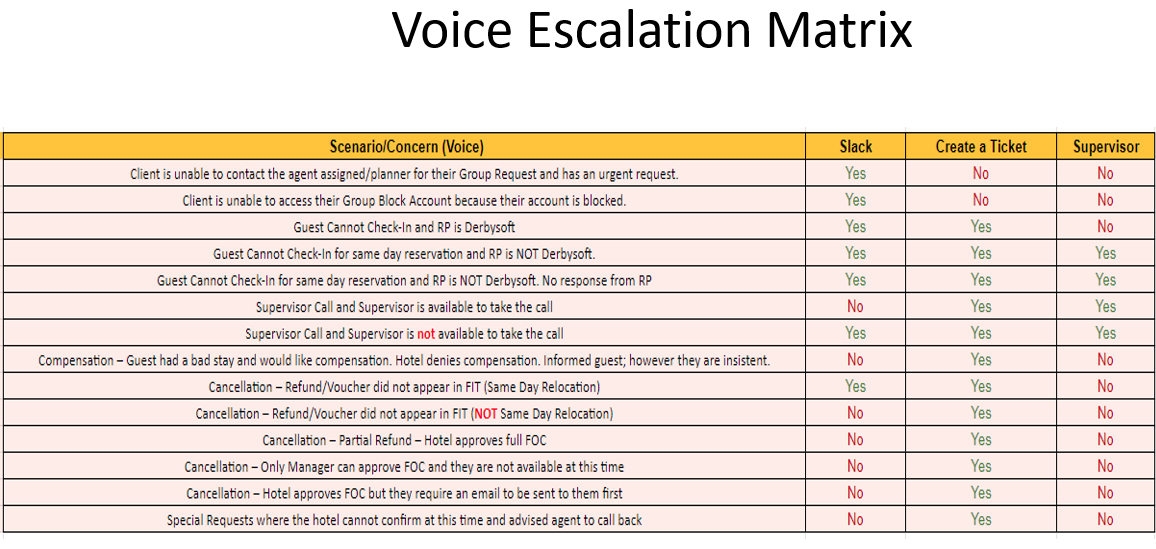 Voice Escalation Matrix
Scenario/Concern (Voice) Slack Create a Ticket Supervisor
Client is unable to contact the agent assigned/planner for their Group Request and has an urgent request. Yes No No
Client is unable to access their Group Block Account because their account is blocked. Yes No No
Guest Cannot Check-In and RP is Derbysoft Yes Yes No
Guest Cannot Check-In for same day reservation and RP is NOT Derbysoft. Yes Yes Yes
Guest Cannot Check-In for same day reservation and RP is NOT Derbysoft. No response from RP Yes Yes Yes
Supervisor Call and Supervisor is available to take the call No Yes Yes
Supervisor Call and Supervisor is not available to take the call Yes Yes Yes
Compensation – Guest had a bad stay and would like compensation. Hotel denies compensation. Informed guest; however they are insistent. No Yes No
Cancellation – Refund/Voucher did not appear in FIT (Same Day Relocation) Yes Yes No
Cancellation – Refund/Voucher did not appear in FIT (NOT Same Day Relocation) No Yes No
Cancellation – Partial Refund – Hotel approves full FOC No Yes No
Cancellation – Only Manager can approve FOC and they are not available at this time No Yes No
Cancellation – Hotel approves FOC but they require an email to be sent to them first No Yes No
Special Requests where the hotel cannot confirm at this time and advised agent to call back No Yes No